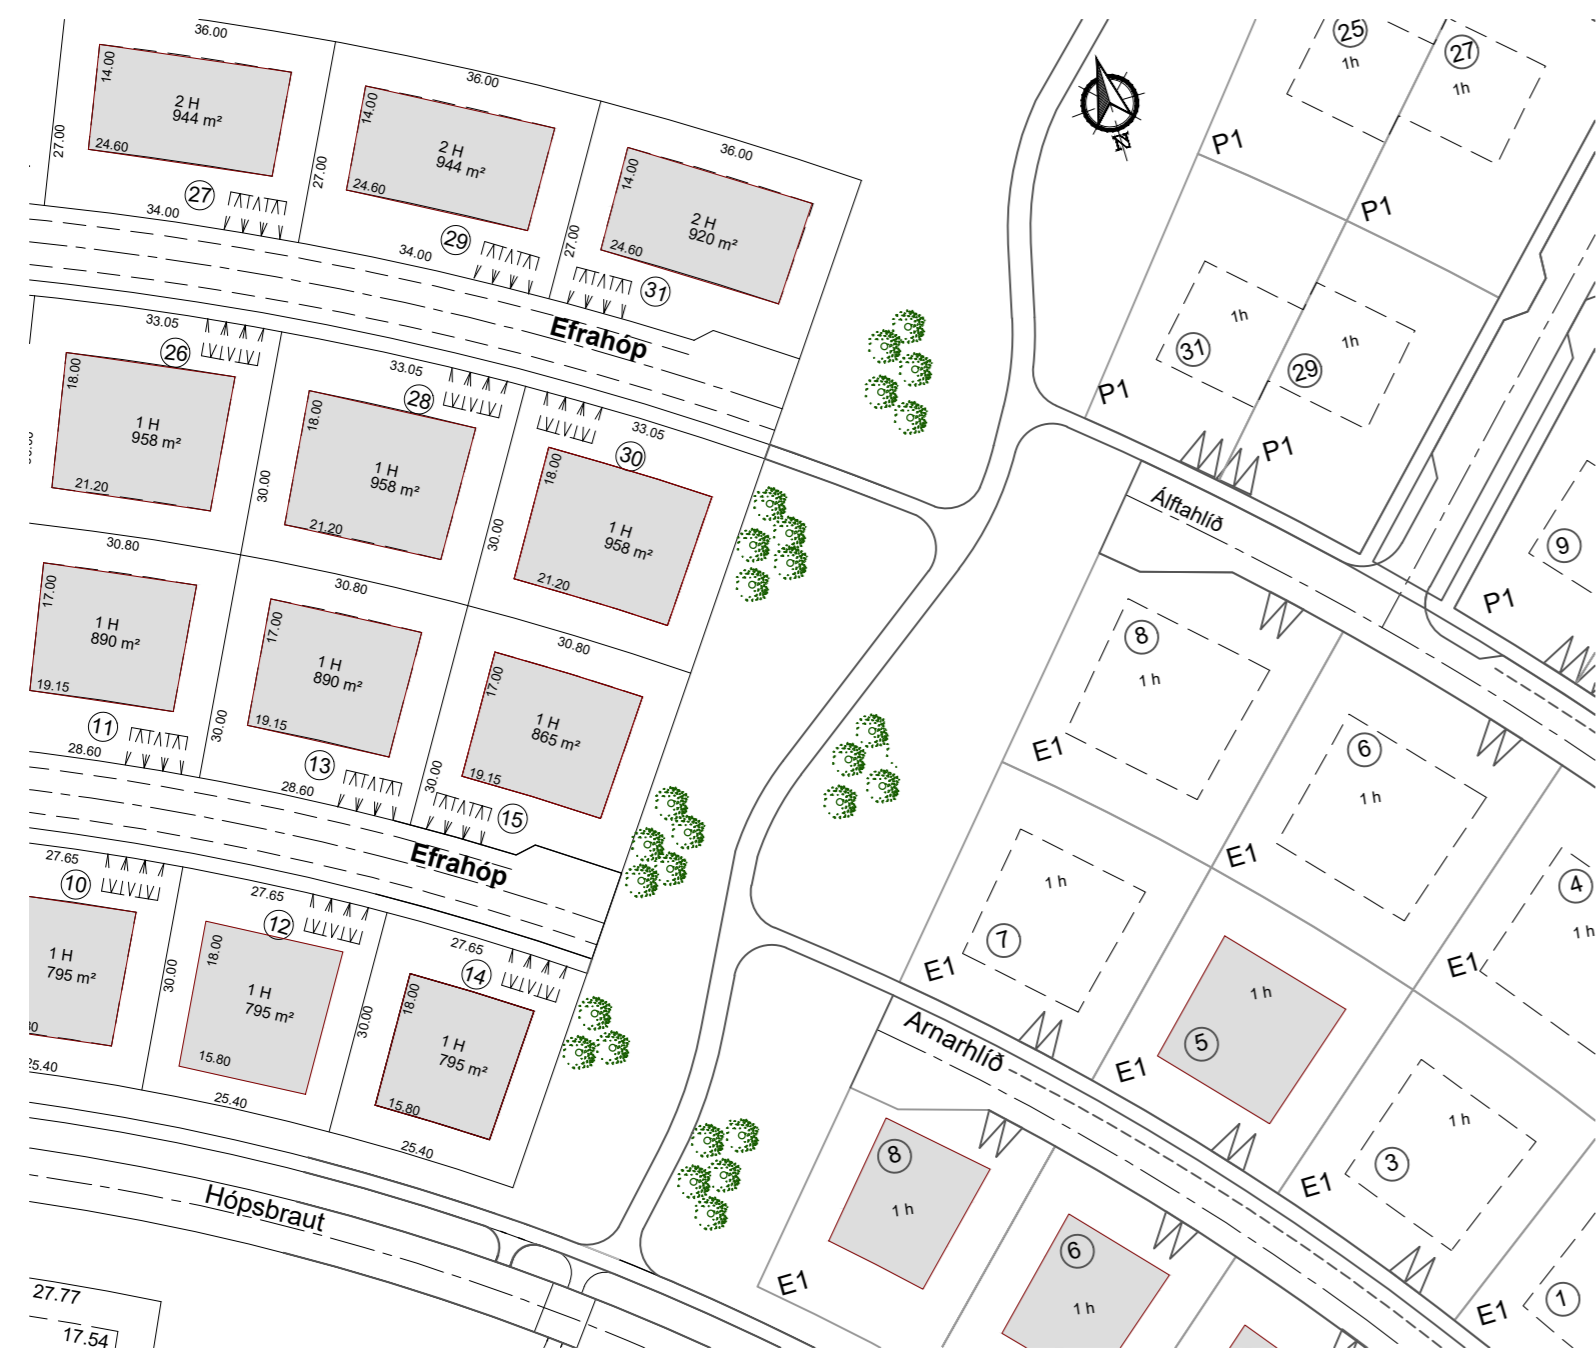 36.00
14.00
2 H
944 m²
24.60
27.00
27
34.00
36.00
14.00
2 H
944 m²
24.60
27.00
29
34.00
36.00
14.00
2 H
920 m²
24.60
27.00
31
Efrahóp
33.05
26
18.00
1 H
958 m²
21.20
30.00
33.05
28
18.00
1 H
958 m²
21.20
30.00
33.05
30
18.00
1 H
958 m²
21.20
30.80
17.00
1 H
890 m²
19.15
11
28.60
30.00
30.80
17.00
1 H
890 m²
19.15
13
28.60
30.00
30.80
17.00
1 H
865 m²
19.15
15
Efrahóp
27.65
10
1 H
795 m²
25.40
30.00
27.65
12
18.00
1 H
795 m²
15.80
25.40
30.00
27.65
14
18.00
1 H
795 m²
15.80
25.40
Hópsbraut
27.77
17.54
N
25
1h
27
1h
P1
P1
31
1h
29
1h
P1
P1
Álftahlíð
9
P1
8
1 h
E1
6
1 h
E1
4
1 h
E1
7
1 h
E1
5
1 h
E1
3
1 h
E1
1
E1
Arnarhlíð
8
1 h
E1
6
1 h